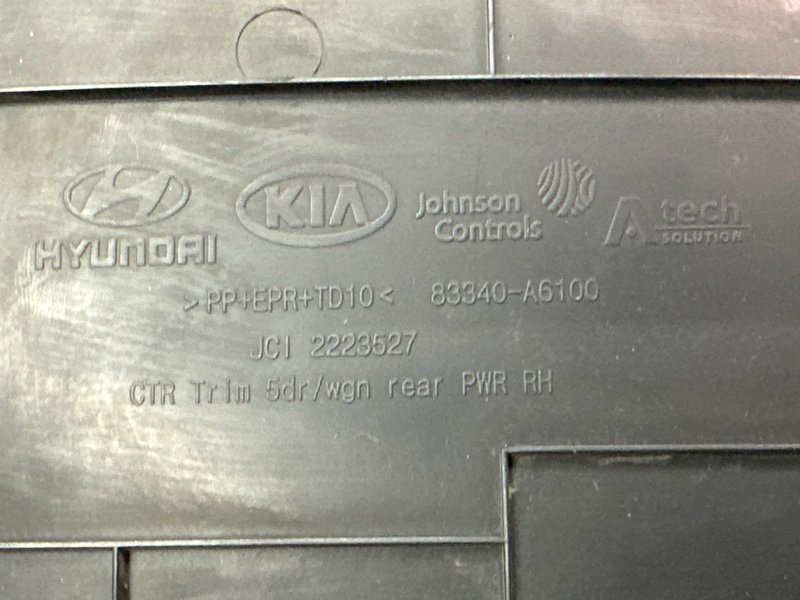 HYUNDAI
KIA
Johnson
Controls
A tech
SOLUTION
>PP+EPR+TD10< 83340-A6100
JCI 2223527
CTR Trim 5dr/wgn rear PWR RH